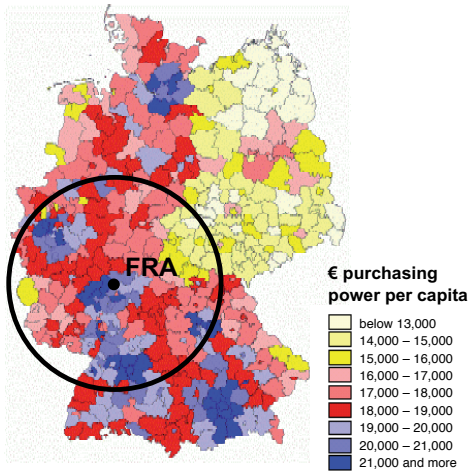 FRA
€ purchasing
power per capita
below 13,000
14,000 – 15,000
15,000 – 16,000
16,000 – 17,000
17,000 – 18,000
18,000 – 19,000
19,000 – 20,000
20,000 – 21,000
21,000 and more